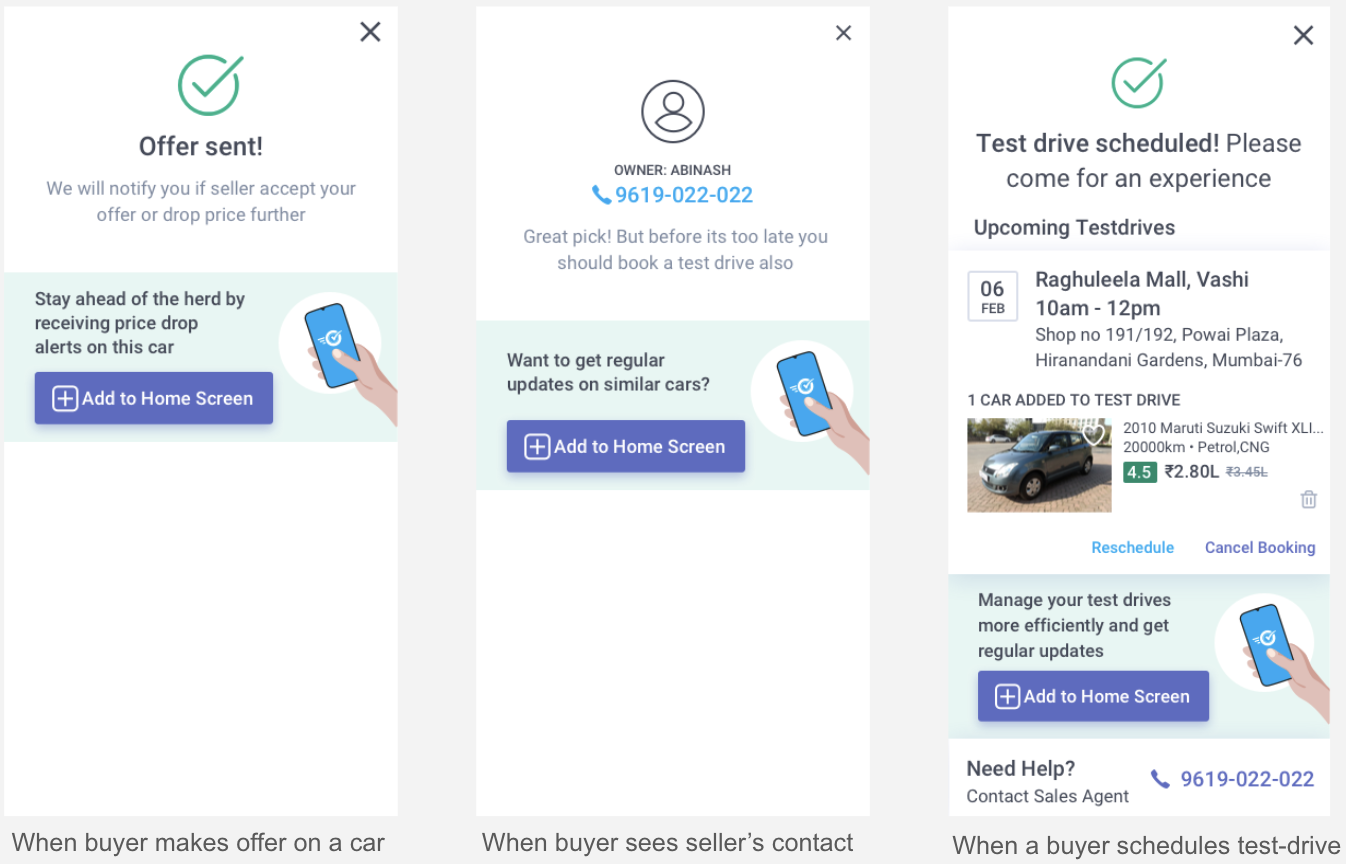 Offer sent!
We will notify you if seller accept your
offer or drop price further
Stay ahead of the herd by
receiving price drop
alerts on this car
Add to Home Screen
When buyer makes offer on a car
OWNER: ABINASH
9619-022-022
Great pick! But before its too late you
should book a test drive also
Want to get regular
updates on similar cars?
Add to Home Screen
When buyer sees seller’s contact
Test drive scheduled! Please
come for an experience
Upcoming Testdrives
06
FEB
Raghuleela Mall, Vashi
10am - 12pm
Shop no 191/192, Powai Plaza,
Hiranandani Gardens, Mumbai-76
1 CAR ADDED TO TEST DRIVE
2010 Maruti Suzuki Swift XLI...
20000km • Petrol,CNG
4.5 ₹2.80L ₹3.45L
Reschedule Cancel Booking
Manage your test drives
more efficiently and get
regular updates
Add to Home Screen
Need Help?
Contact Sales Agent
9619-022-022
When a buyer schedules test-drive